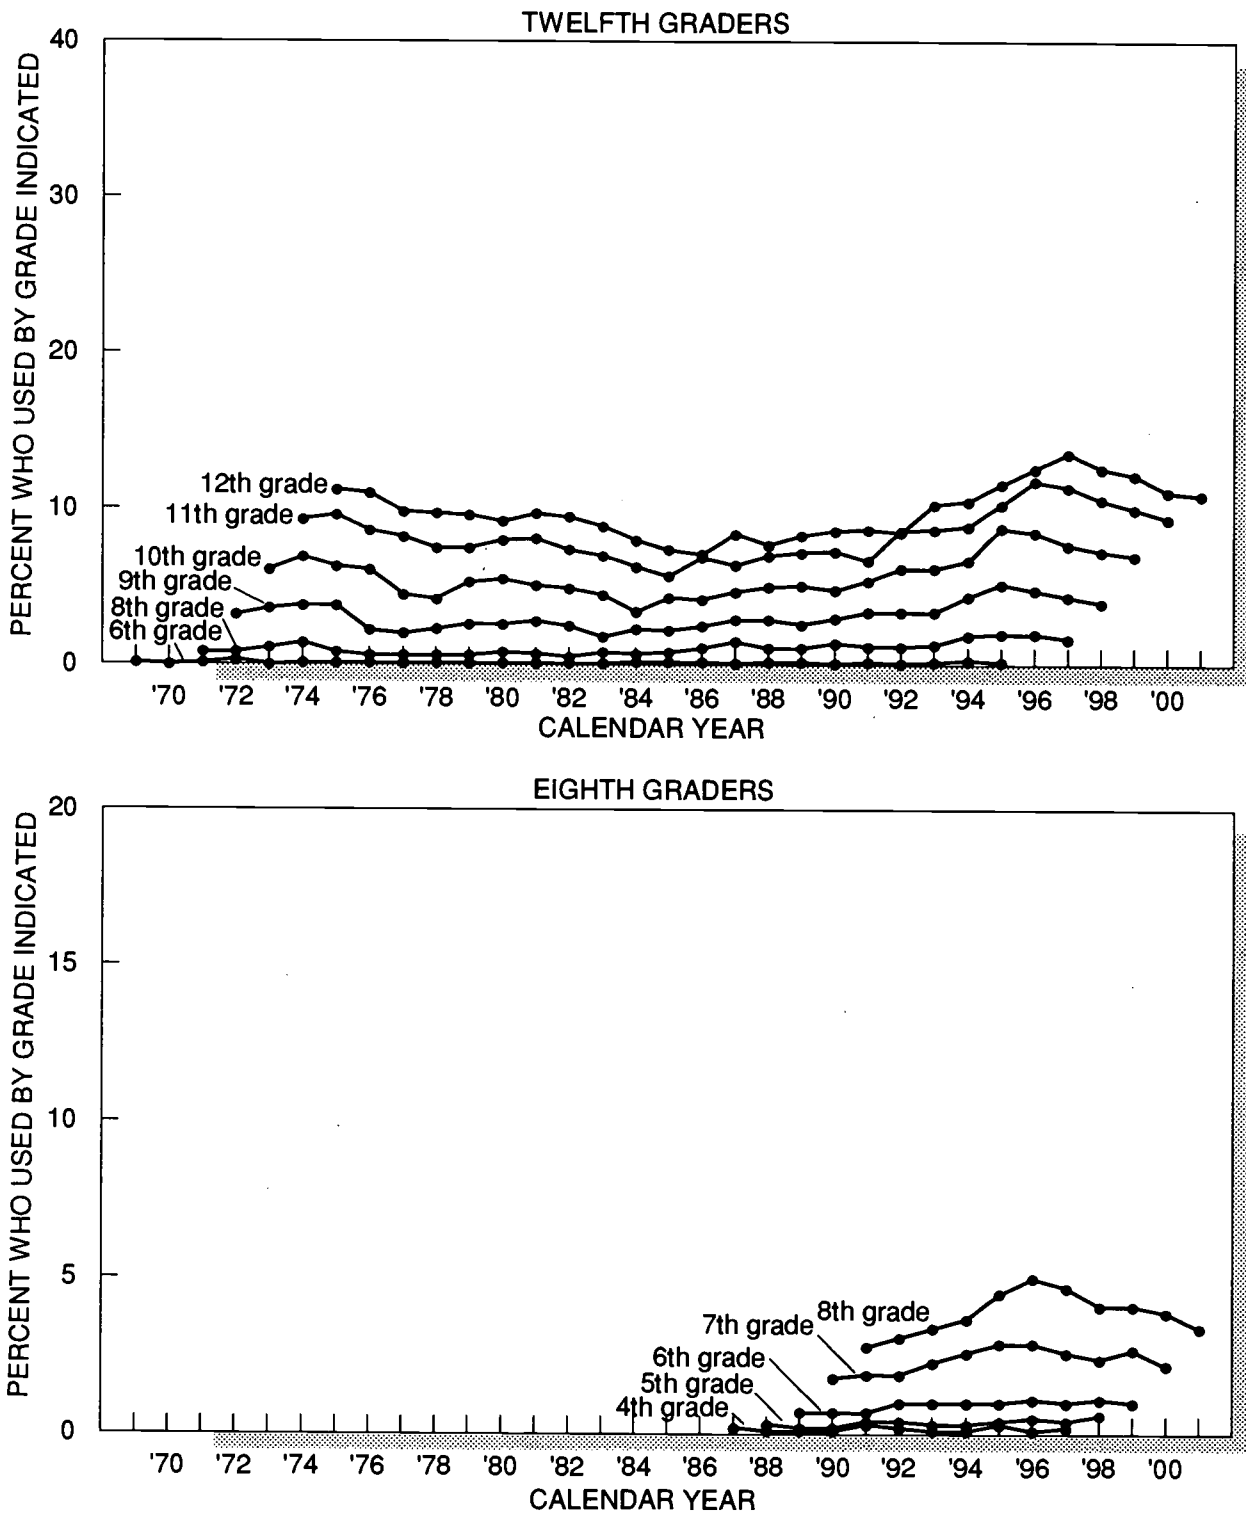 TWELFTH GRADERS
PERCENT WHO USED BY GRADE INDICATED
40
30
20
10
0
12th grade
11th grade
10th grade
9th grade
8th grade
6th grade
'70 '72 '74 '76 '78 '80 '82 '84 '86 '88 '90 '92 '94 '96 '98 '00
CALENDAR YEAR
EIGHTH GRADERS
PERCENT WHO USED BY GRADE INDICATED
20
15
10
5
0
8th grade
7th grade
6th grade
5th grade
4th grade
'70 '72 '74 '76 '78 '80 '82 '84 '86 '88 '90 '92 '94 '96 '98 '00
CALENDAR YEAR